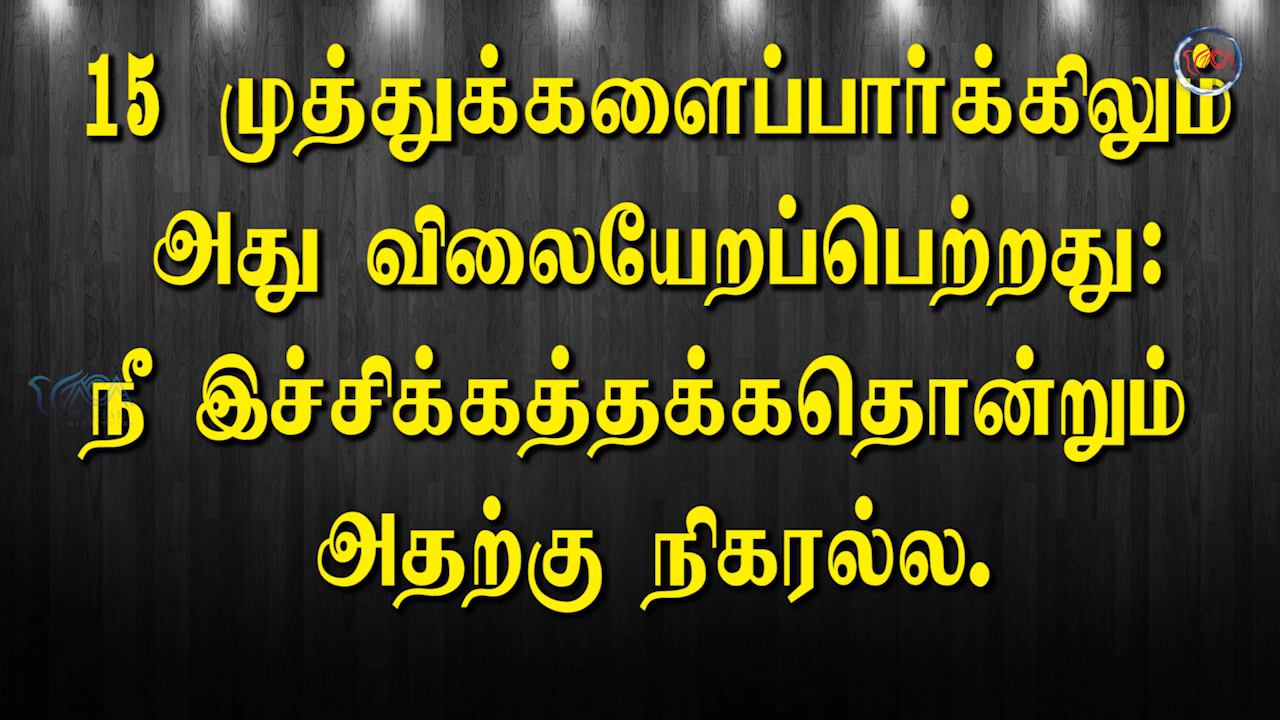 15 முத்துக்களைப்பார்க்கிலும்
அது விலையேறப்பெற்றது:
நீ இச்சிக்கத்தக்கதொன்றும்
அதற்கு நிகரல்ல.